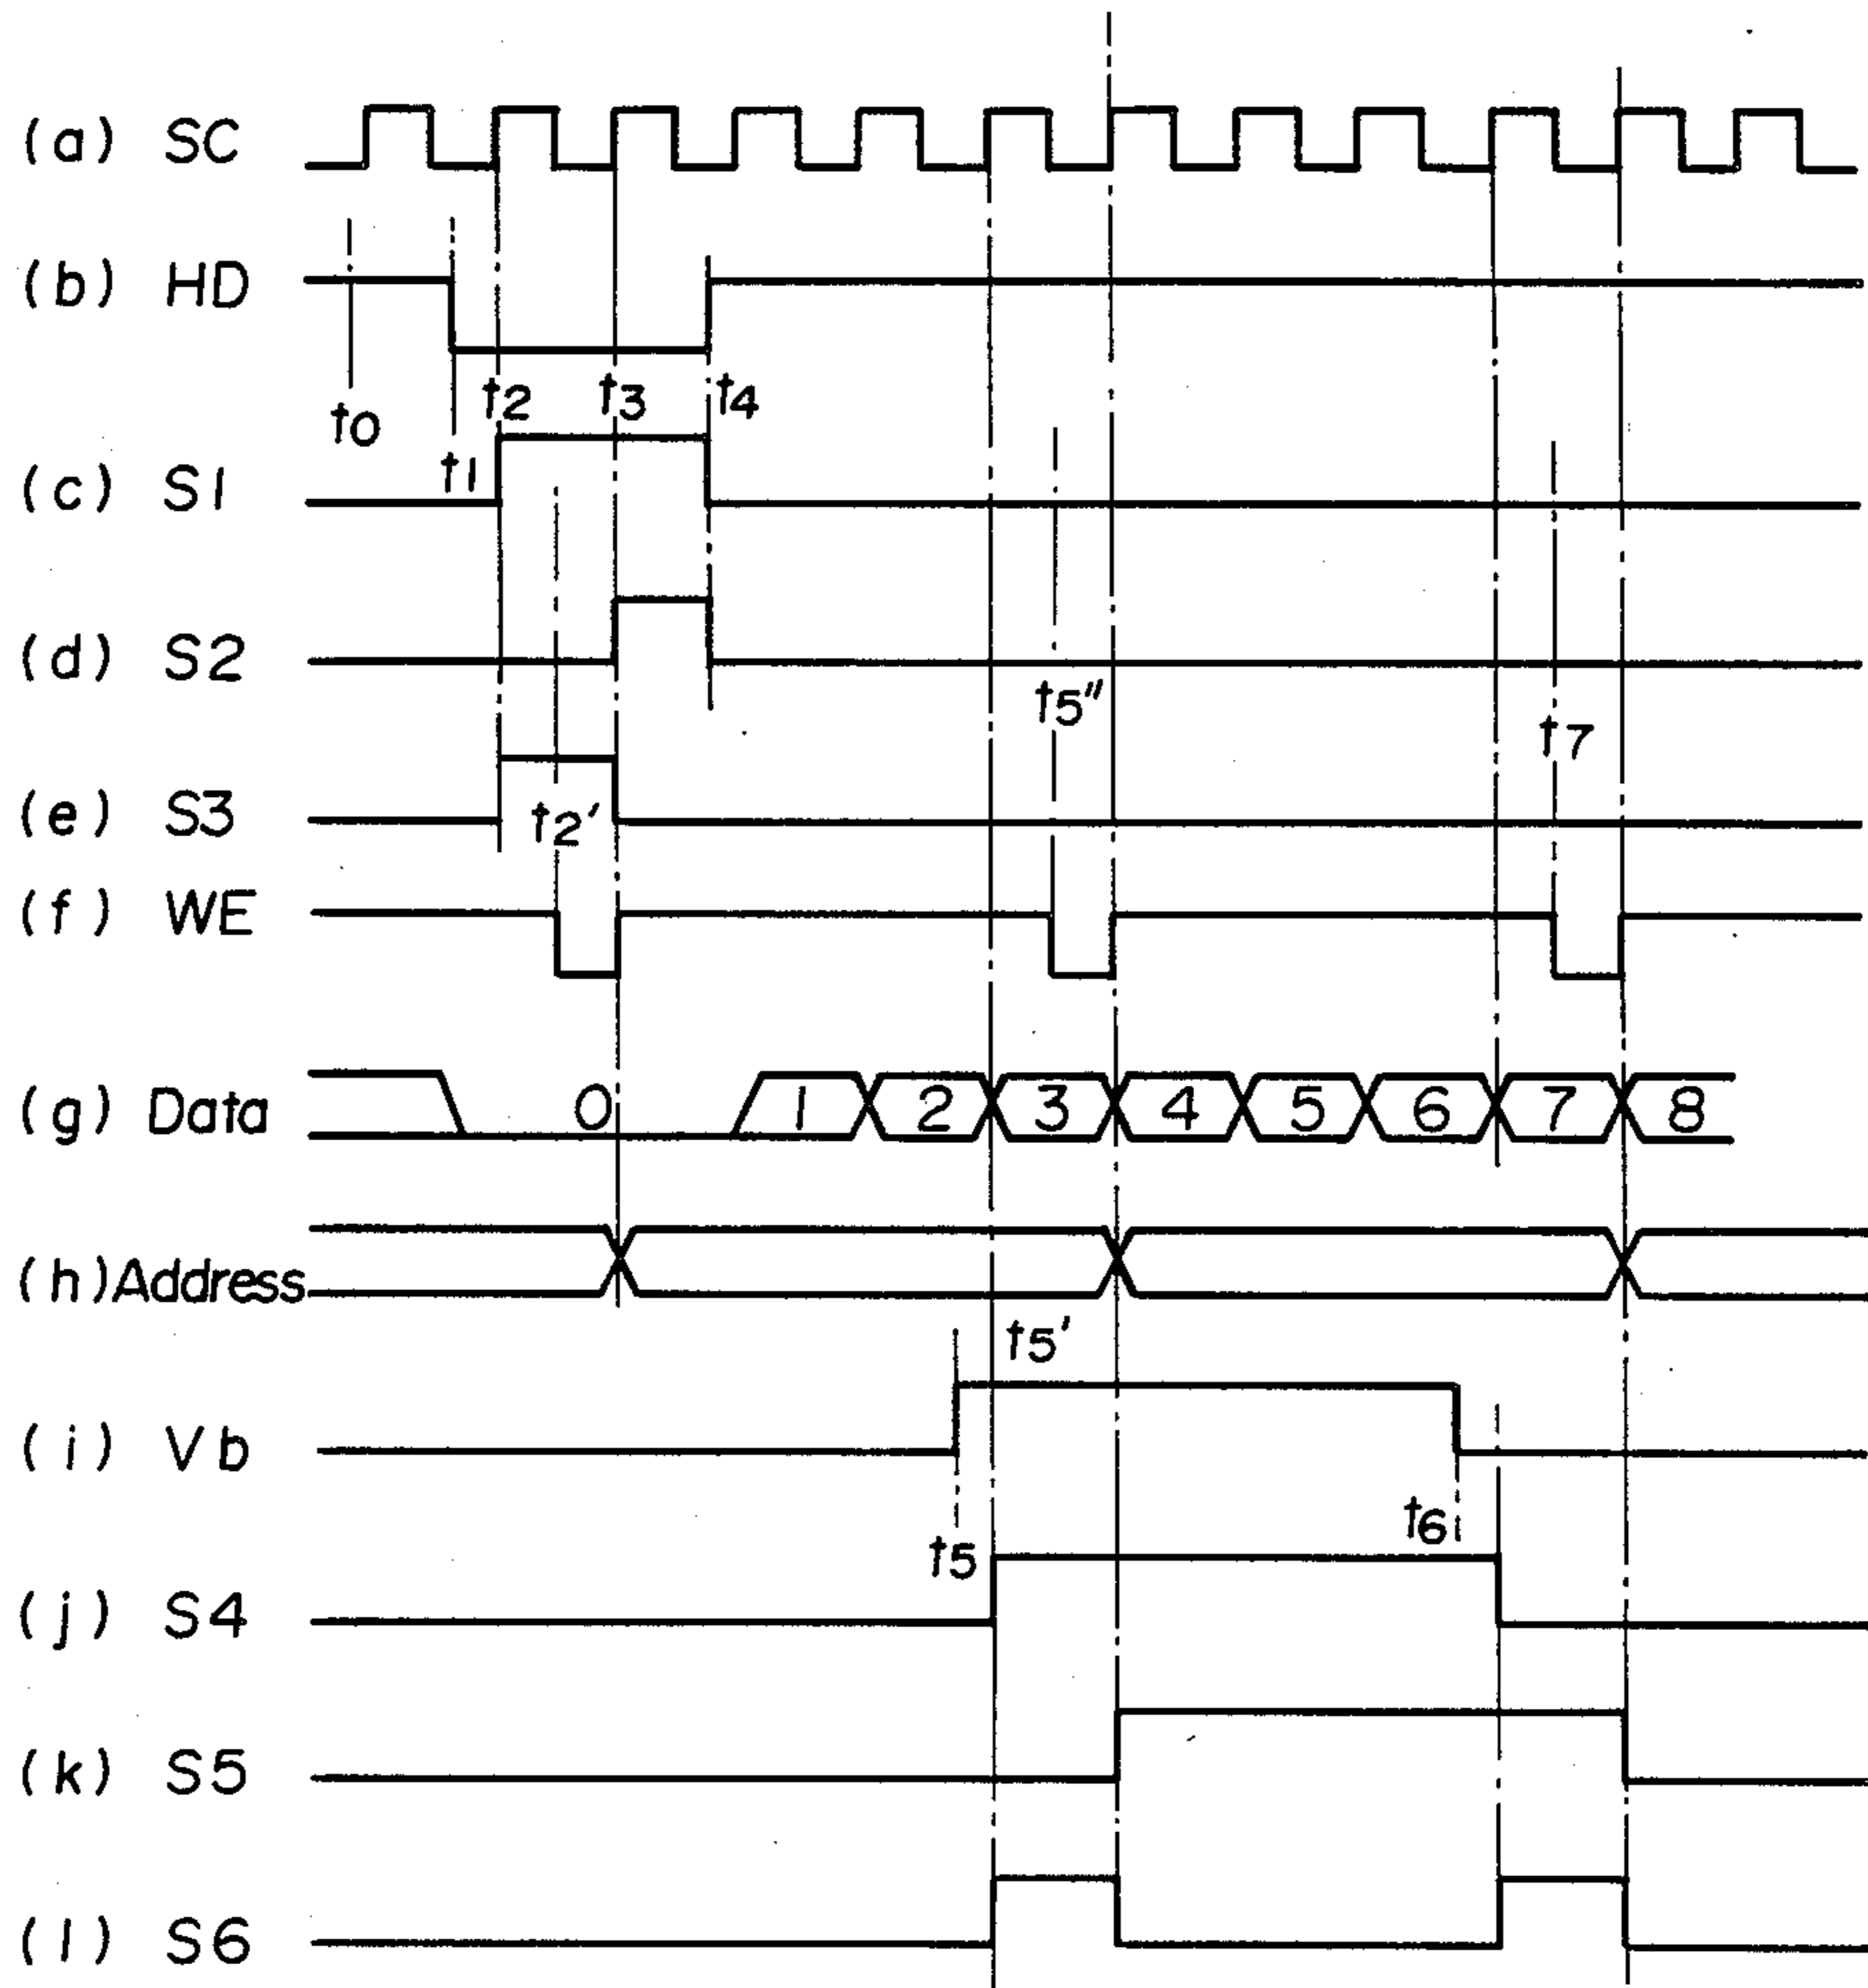 (a) SC
(b) HD
t0 t1 t2 t3 t4
(c) S1
(d) S2
t5" t7
(e) S3 t2'
(f) WE
(g) Data 0 1 2 3 4 5 6 7 8
(h) Address
t5'
(i) Vb
t5 t6
(j) S4
(k) S5
(l) S6